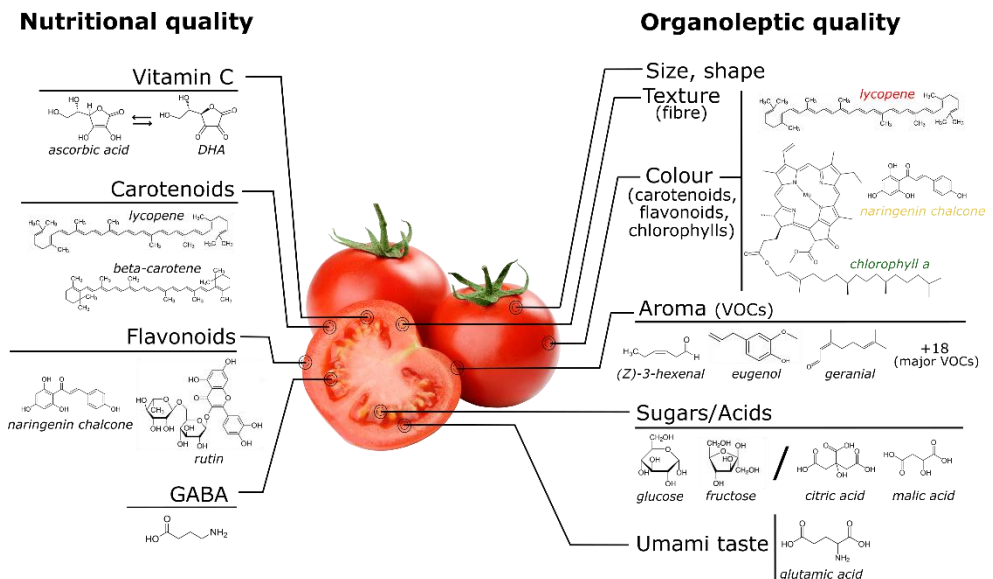 Nutritional quality
Vitamin C
ascorbic acid
DHA
Carotenoids
lycopene
beta-carotene
Flavonoids
naringenin chalcone
rutin
GABA
Organoleptic quality
Size, shape
Texture
(fibre)
lycopene
Colour
(carotenoids,
flavonoids,
chlorophylls)
naringenin chalcone
chlorophyll a
Aroma (VOCs)
(Z)-3-hexenal
eugenol
geranial
+18
(major VOCs)
Sugars/Acids
glucose
fructose
/
citric acid
malic acid
Umami taste
glutamic acid